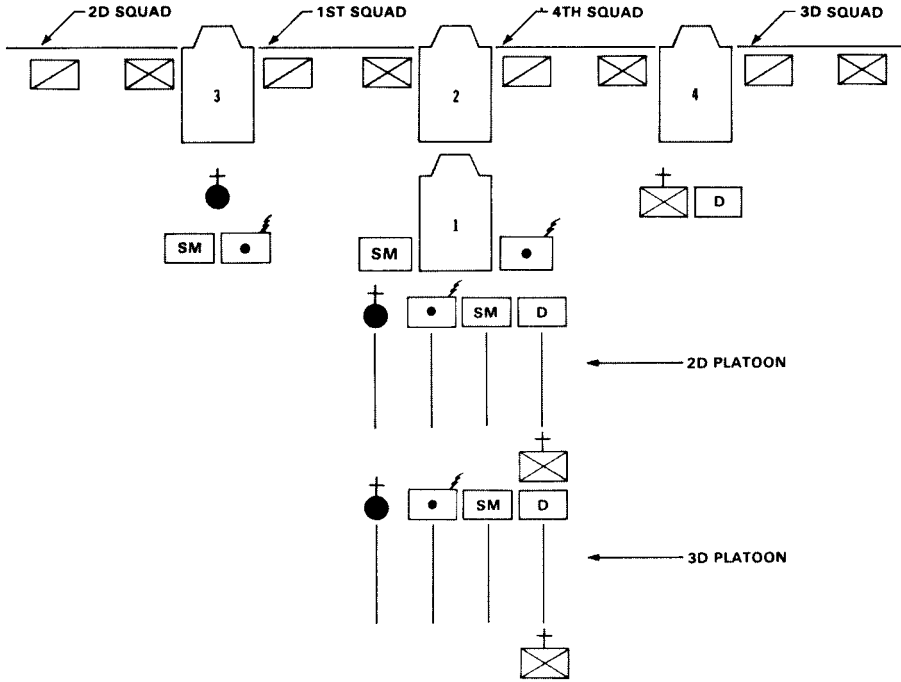 2D SQUAD 1ST SQUAD 4TH SQUAD 3D SQUAD
3 2 4
D
1
SM SM
SM D
2D PLATOON
SM D
3D PLATOON